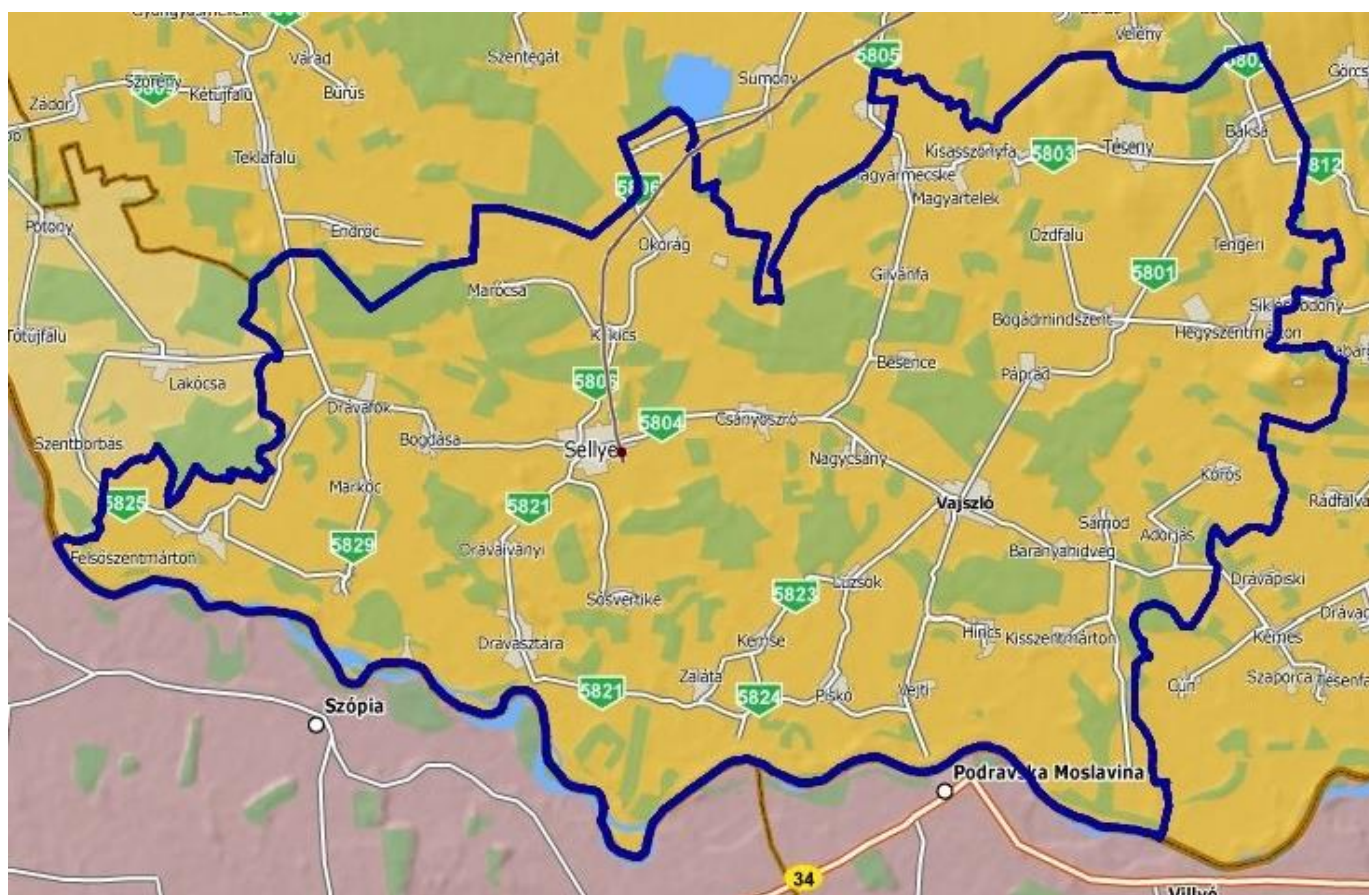 Szentegát
Sumony
5805
Várad
Bürüs
Szörény
Kétújfalu
Zádor
Teklafalu
Kisasszonyfa
5803
Téseny
Baksa
5812
5806
Magyartelek
Potony
Endrőc
Okorág
Ózdfalu
Tengeri
Gilvánfa
5801
Marócsa
Bogádmindszent
Hegyszentmárton
Tótújfalu
Kákics
Besence
Páprád
Lakócsa
5806
Drávafok
5804
Csányoszró
Szentborbás
Bogdása
Sellye
Nagycsány
Kórós
Markóc
Rádfalva
5825
5821
Vajszló
Sámod
Adorjás
Felsőszentmárton
5829
Drávaiványi
Baranyahídvég
Drávapiski
Lúzsok
5823
Sósvertike
Hirics
Kisszentmárton
Kémes
Drávasztára
Kemse
Zaláta
Szaporca
Cún
5821
5824
Piskó
Vejti
Szópia
Podravska Moslavina
34